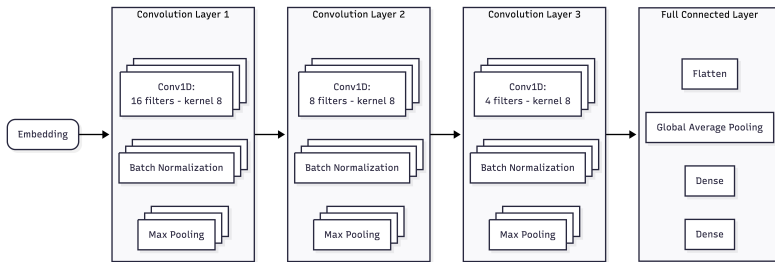 Embedding
Convolution Layer 1
Conv1D:
16 filters - kernel 8
Batch Normalization
Max Pooling
Convolution Layer 2
Conv1D:
8 filters - kernel 8
Batch Normalization
Max Pooling
Convolution Layer 3
Conv1D:
4 filters - kernel 8
Batch Normalization
Max Pooling
Full Connected Layer
Flatten
Global Average Pooling
Dense
Dense